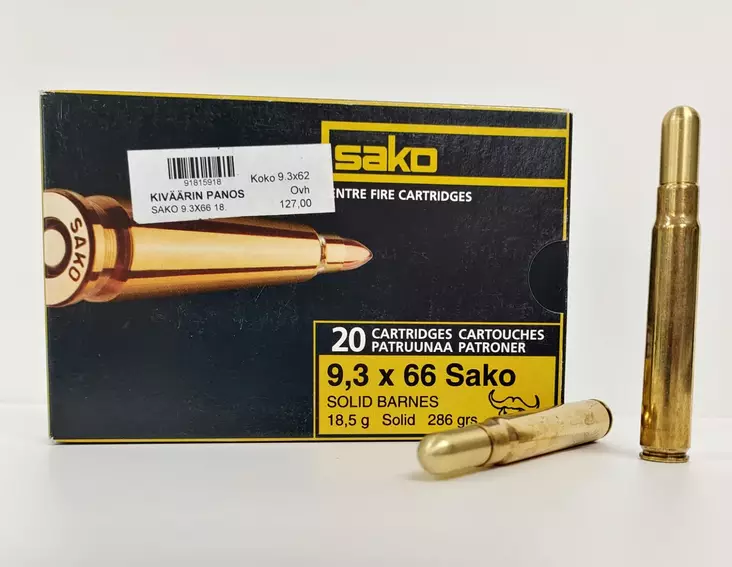 sako
ENTRE FIRE CARTRIDGES
91815918
Koko 9.3x62
KIVÄÄRIN PANOS
Ovh
SAKO 9.3X66 18.
127,00
SAKO
20 CARTRIDGES CARTOUCHES
PATRUUNAA PATRONER
9,3 x 66 Sako
SOLID BARNES
18,5 g Solid 286 grs